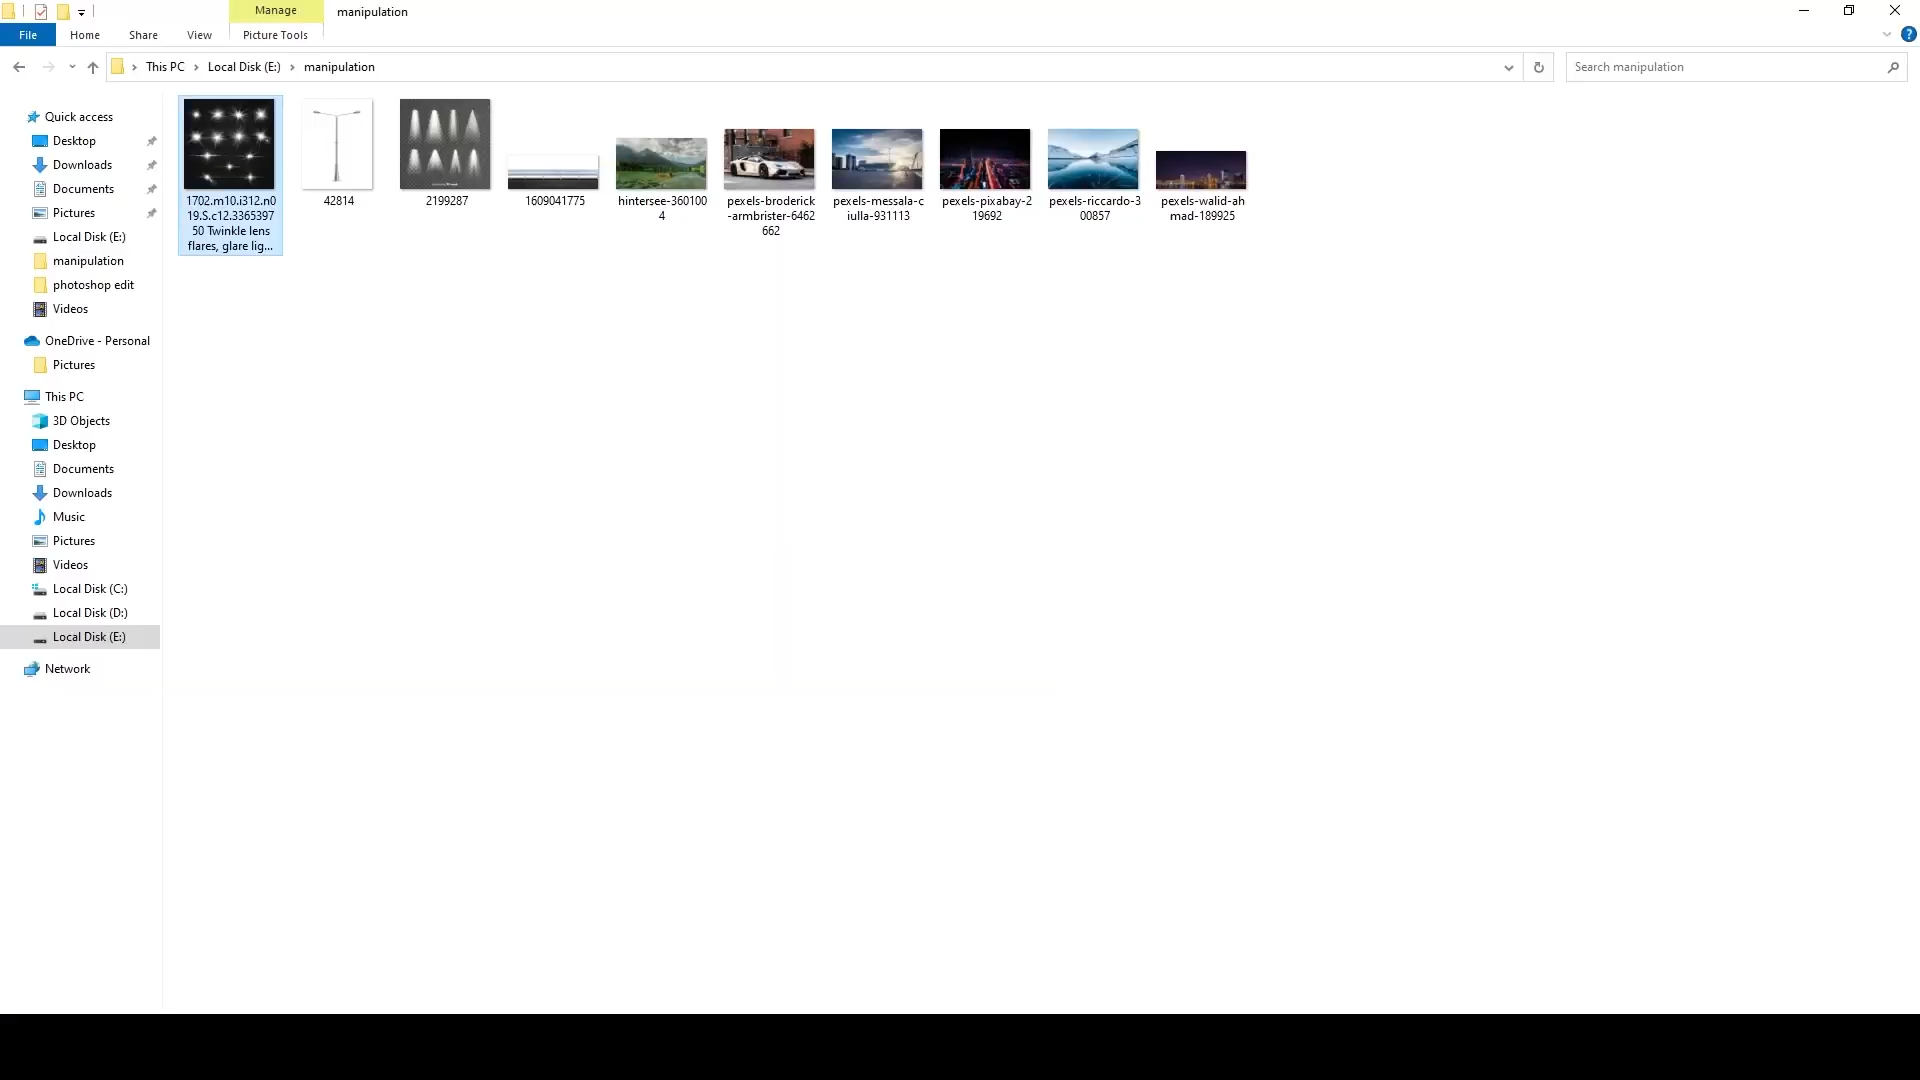 Manage
manipulation
File
Home
Share
View
Picture Tools
This PC
Local Disk (E:)
manipulation
Search manipulation
Quick access
Desktop
Downloads
Documents
Pictures
Local Disk (E:)
manipulation
photoshop edit
Videos
OneDrive - Personal
Pictures
This PC
3D Objects
Desktop
Documents
Downloads
Music
Pictures
Videos
Local Disk (C:)
Local Disk (D:)
Local Disk (E:)
Network
1702.m10.i312.n0
19.S.c12.3365397
50 Twinkle lens
flares, glare lig...
42814
2199287
1609041775
hintersee-360100
4
pexels-broderick
-armbrister-6462
662
pexels-messala-c
iulla-931113
pexels-pixabay-2
19692
pexels-riccardo-3
00857
pexels-walid-ah
mad-189925